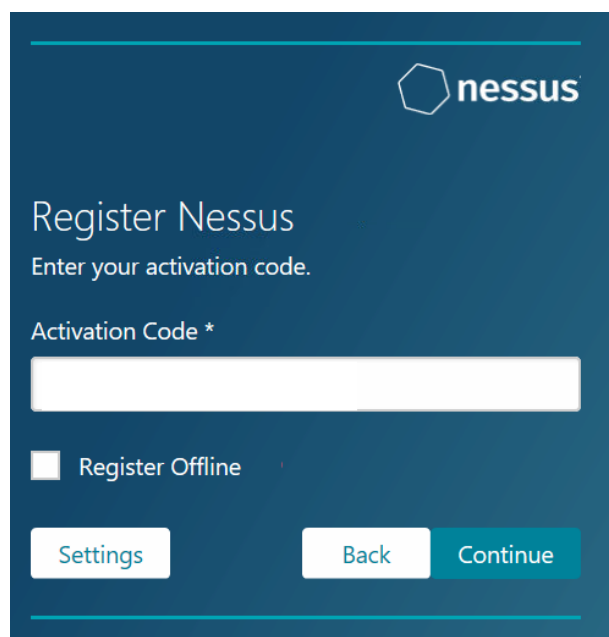 nessus
Register Nessus
Enter your activation code.
Activation Code *
Register Offline
Settings
Back
Continue